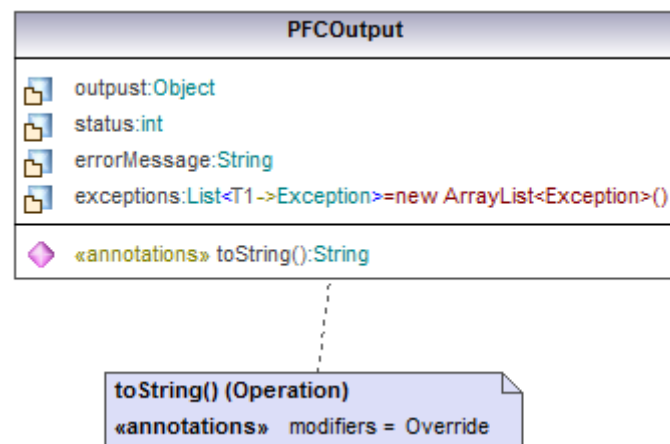 PFCOutput
outpust:Object
status:int
errorMessage:String
exceptions:List<T1->Exception>=new ArrayList<Exception>()
«annotations» toString():String
toString() (Operation)
«annotations» modifiers = Override